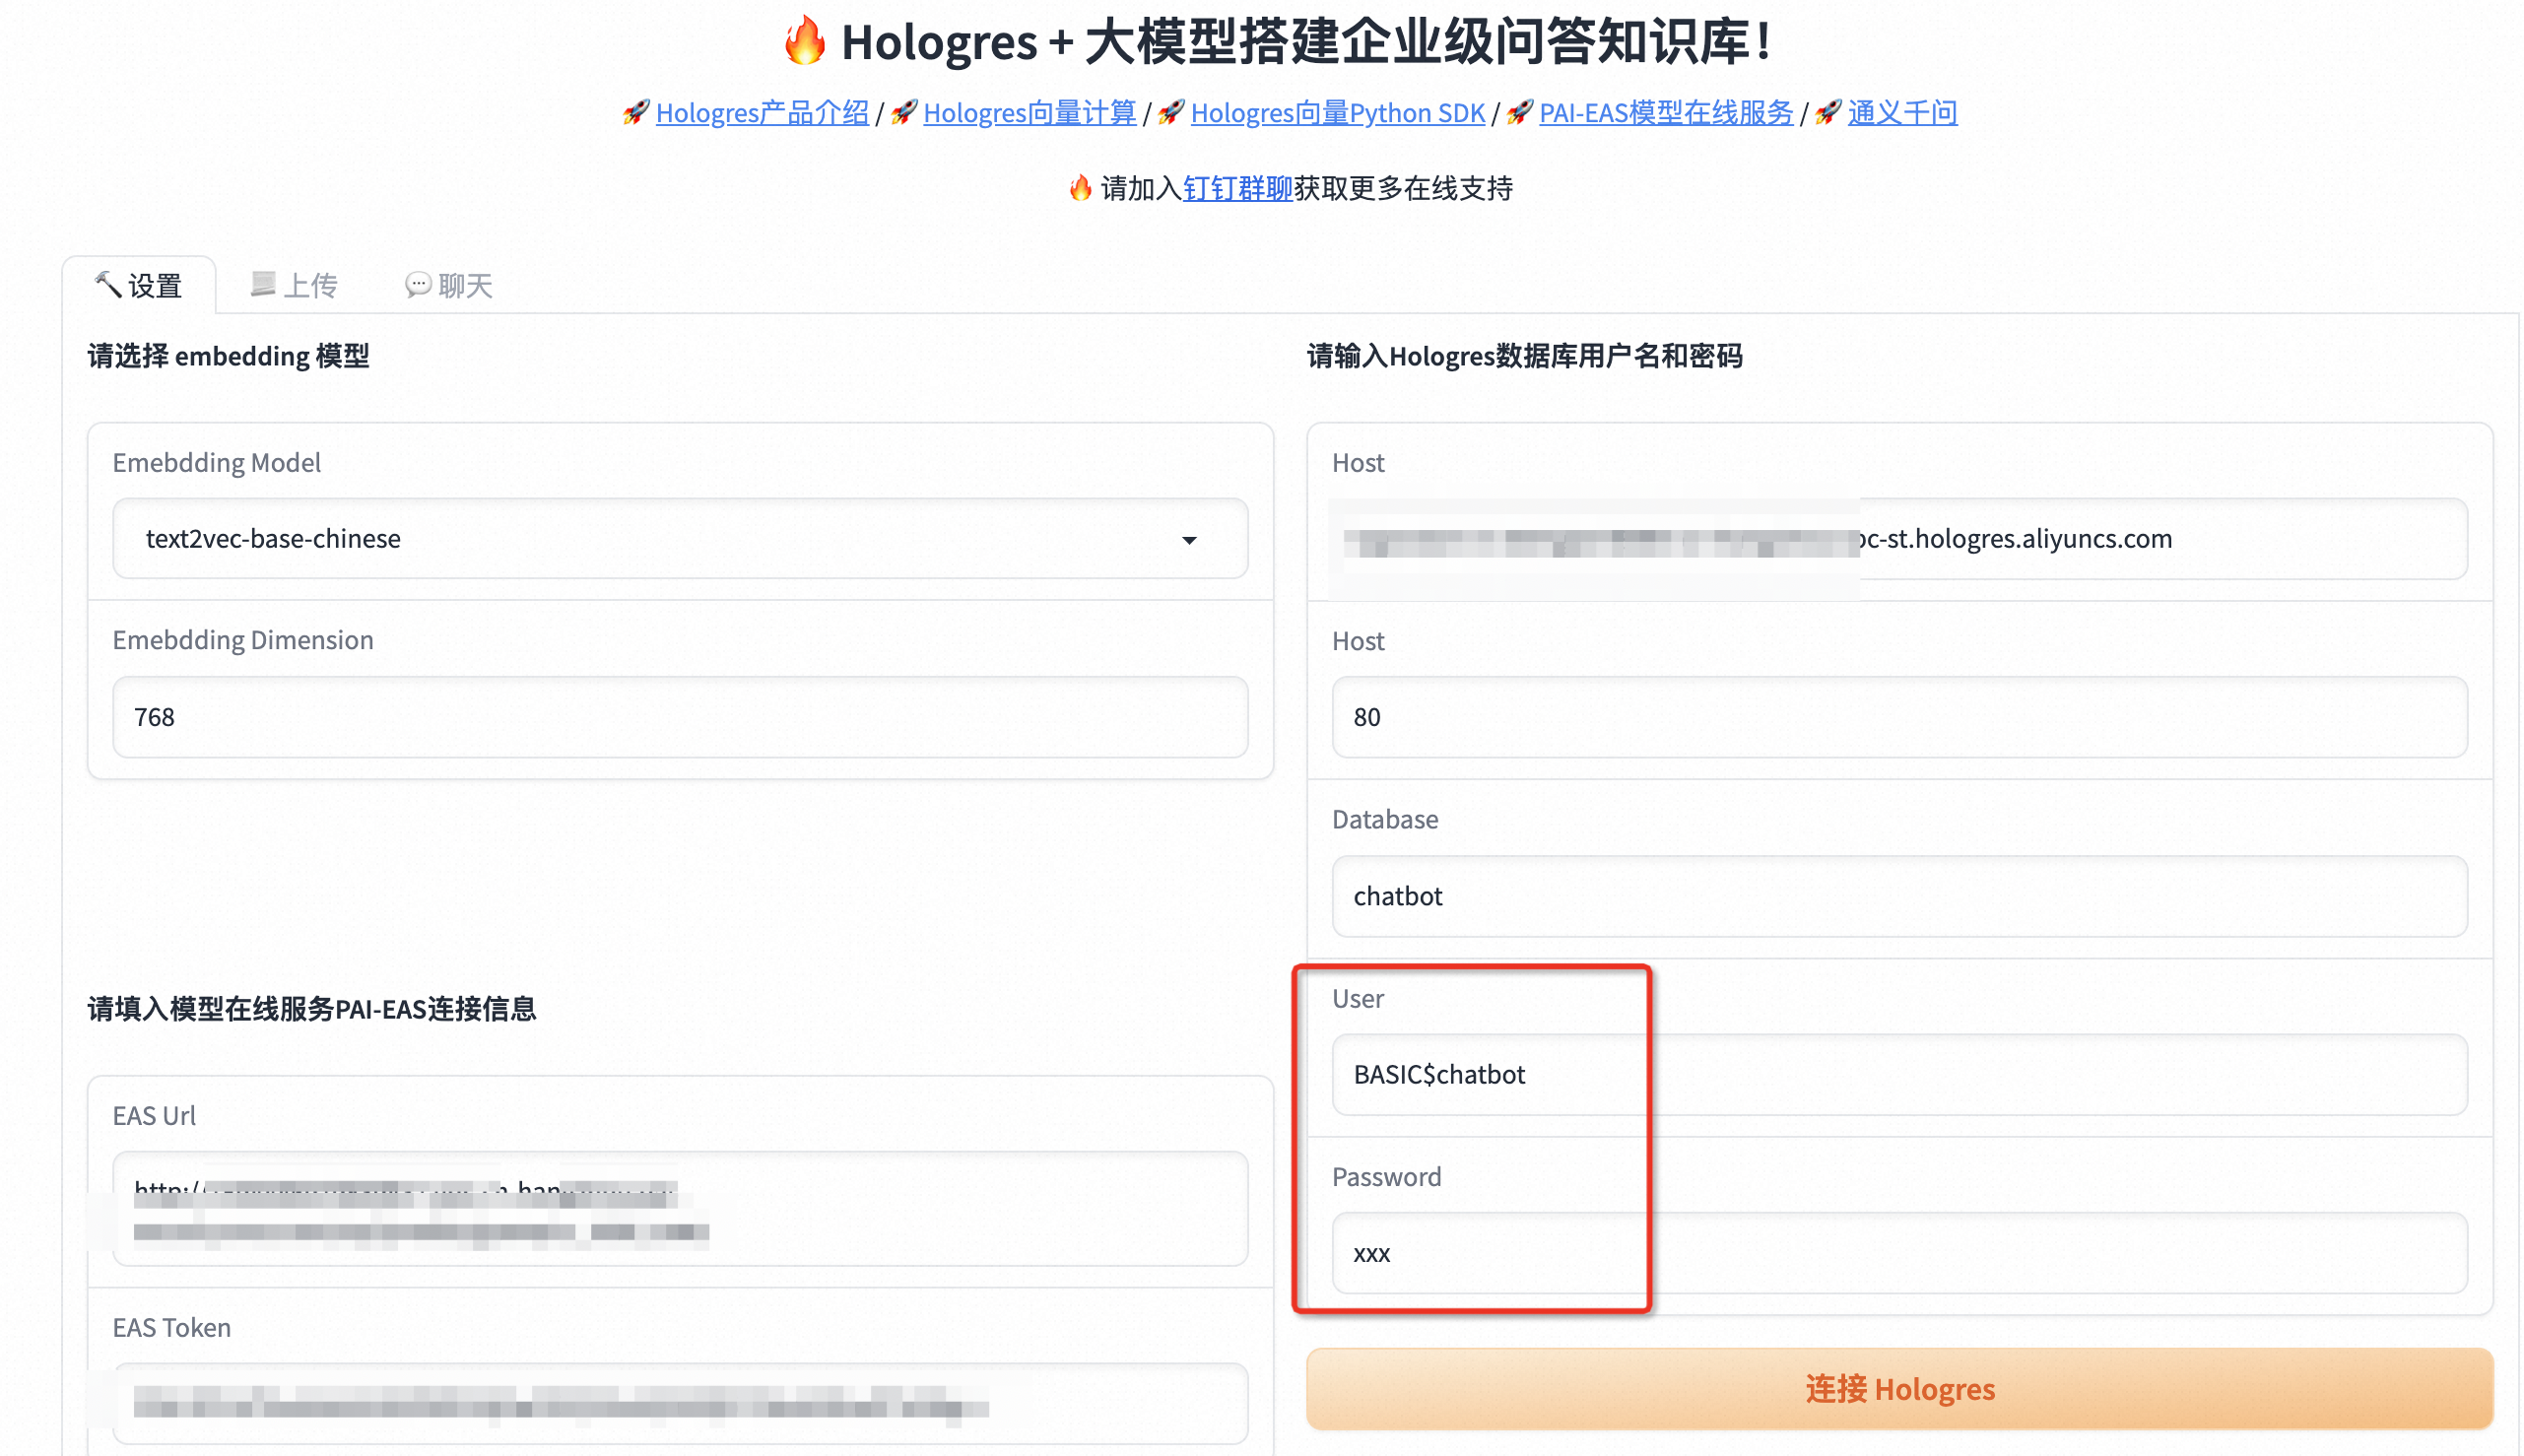 🔥 Hologres + 大模型搭建企业级问答知识库！
🚀 Hologres产品介绍 / 🚀 Hologres向量计算 / 🚀 Hologres向量Python SDK / 🚀 PAI-EAS模型在线服务 / 🚀 通义千问
🔥 请加入钉钉群聊获取更多在线支持
🔨 设置
📃 上传
💬 聊天
请选择 embedding 模型
Emebdding Model
text2vec-base-chinese
Emebdding Dimension
768
请填入模型在线服务PAI-EAS连接信息
EAS Url
http://
EAS Token
请输入Hologres数据库用户名和密码
Host
c-st.hologres.aliyuncs.com
Host
80
Database
chatbot
User
BASIC$chatbot
Password
xxx
连接 Hologres